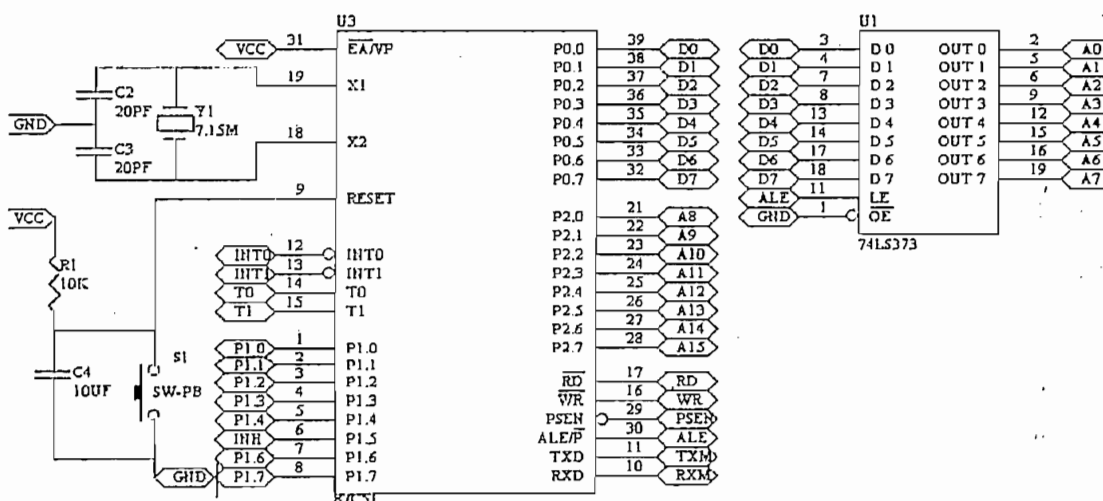 U3
VCC 31 EA/VP
19 X1
C2
20PF
Y1
7.15M
GND
18 X2
C3
20PF
9 RESET
VCC
R1
10K
INT0 12 INT0
INT1 13 INT1
T0 14 T0
T1 15 T1
C4
10UF
S1
SW-PB
P1.0 1 P1.0
P1.1 2 P1.1
P1.2 3 P1.2
P1.3 4 P1.3
P1.4 5 P1.4
INH 6 P1.5
P1.6 7 P1.6
GND P1.7 8 P1.7
P0.0 39 D0
P0.1 38 D1
P0.2 37 D2
P0.3 36 D3
P0.4 35 D4
P0.5 34 D5
P0.6 33 D6
P0.7 32 D7
P2.0 21 A8
P2.1 22 A9
P2.2 23 A10
P2.3 24 A11
P2.4 25 A12
P2.5 26 A13
P2.6 27 A14
P2.7 28 A15
RD 17 RD
WR 16 WR
PSEN 29 PSEN
ALE/P 30 ALE
TXD 11 TXM
RXD 10 RXM
U1
D0 3 D0 OUT 0 2 A0
D1 4 D1 OUT 1 5 A1
D2 7 D2 OUT 2 6 A2
D3 8 D3 OUT 3 9 A3
D4 13 D4 OUT 4 12 A4
D5 14 D5 OUT 5 15 A5
D6 17 D6 OUT 6 16 A6
D7 18 D7 OUT 7 19 A7
ALE 11 LE
GND 1 OE
74LS373